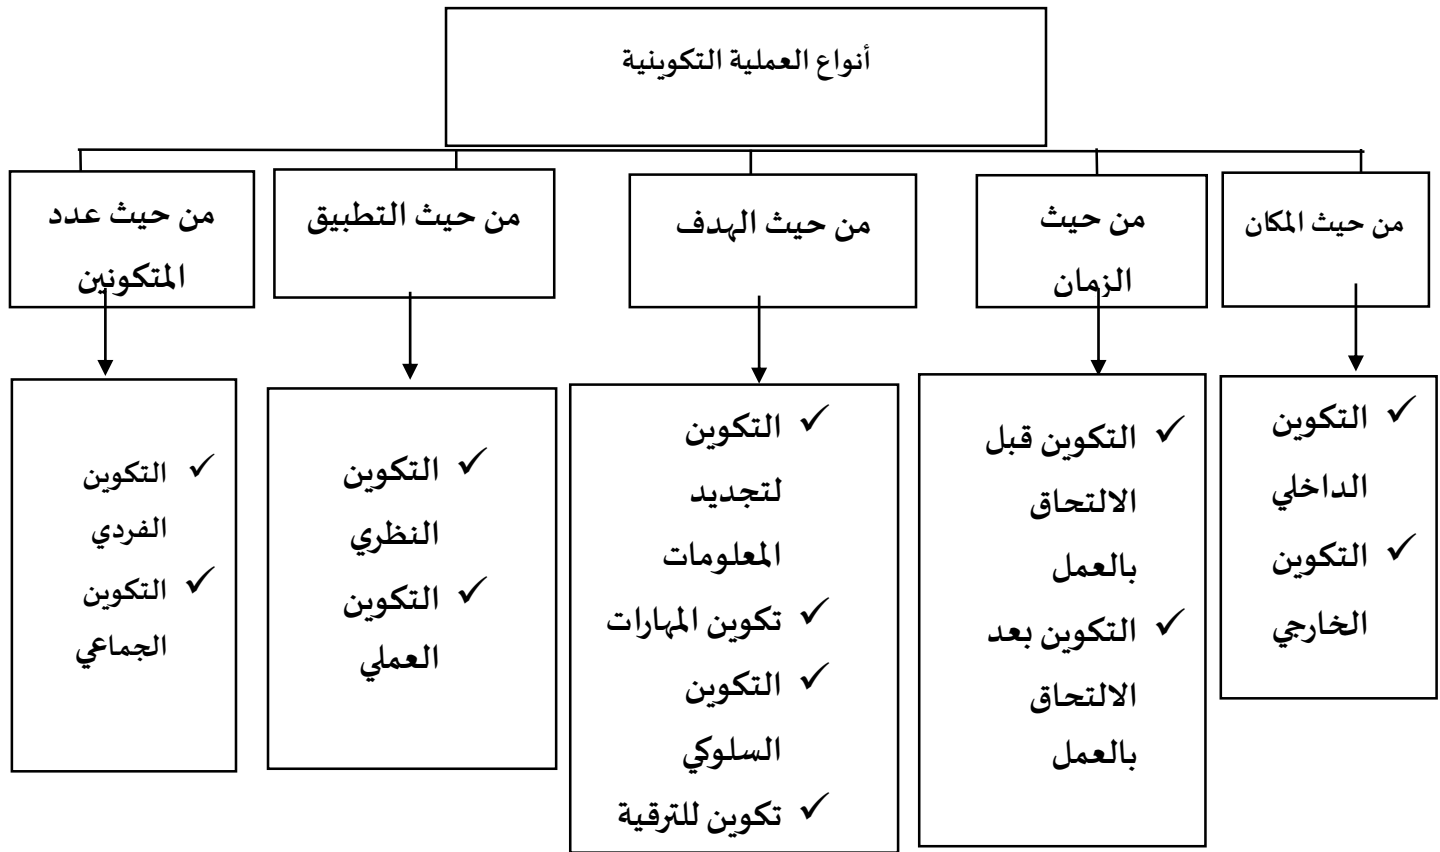 أنواع العملية التكوينية
من حيث المكان
من حيث
الزمان
من حيث الهدف
من حيث التطبيق
من حيث عدد
المتكونين
✓ التكوين
الداخلي
✓ التكوين
الخارجي
✓ التكوين قبل
الالتحاق
بالعمل
✓ التكوين بعد
الالتحاق
بالعمل
✓ التكوين
لتجديد
المعلومات
✓ تكوين المهارات
✓ التكوين
السلوكي
✓ تكوين للترقية
✓ التكوين
النظري
✓ التكوين
العملي
✓ التكوين
الفردي
✓ التكوين
الجماعي